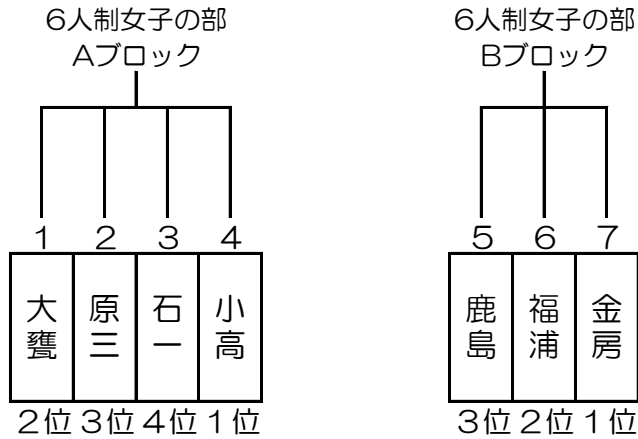 6人制女子の部
Aブロック
1 2 3 4
大甕 原三 石一 小高
2位 3位 4位 1位
6人制女子の部
Bブロック
5 6 7
鹿島 福浦 金房
3位 2位 1位